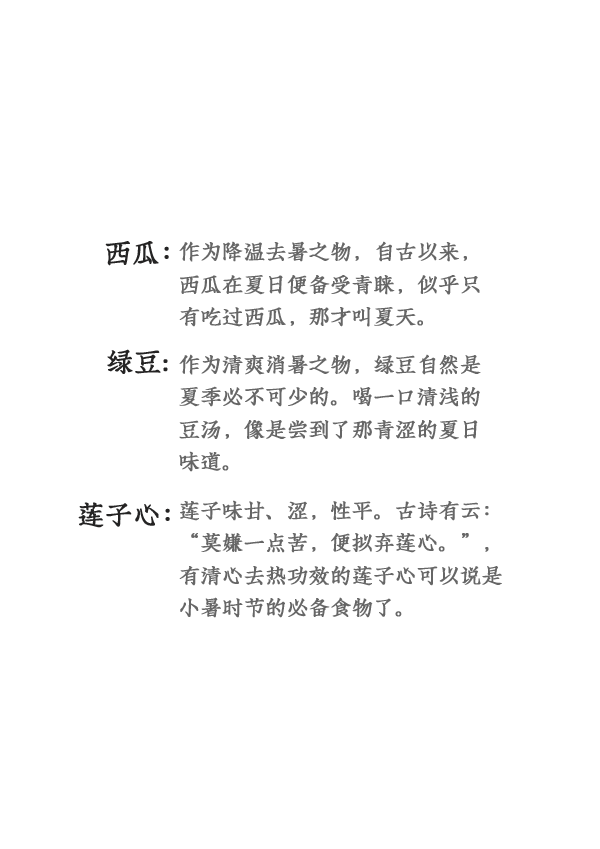 西瓜：作为降温去暑之物，自古以来，
西瓜在夏日便备受青睐，似乎只
有吃过西瓜，那才叫夏天。
绿豆：作为清爽消暑之物，绿豆自然是
夏季必不可少的。喝一口清浅的
豆汤，像是尝到了那青涩的夏日
味道。
莲子心：莲子味甘、涩，性平。古诗有云：
“莫嫌一点苦，便拟弃莲心。”，
有清心去热功效的莲子心可以说是
小暑时节的必备食物了。